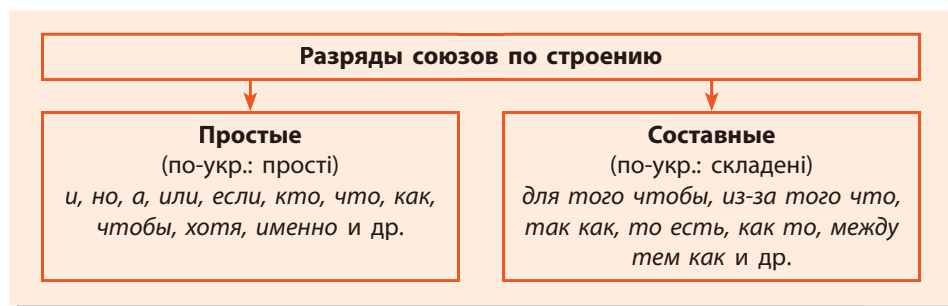 Разряды союзов по строению
Простые
(по-укр.: прості)
и, но, а, или, если, кто, что, как,
чтобы, хотя, именно и др.
Составные
(по-укр.: складені)
для того чтобы, из-за того что,
так как, то есть, как то, между
тем как и др.